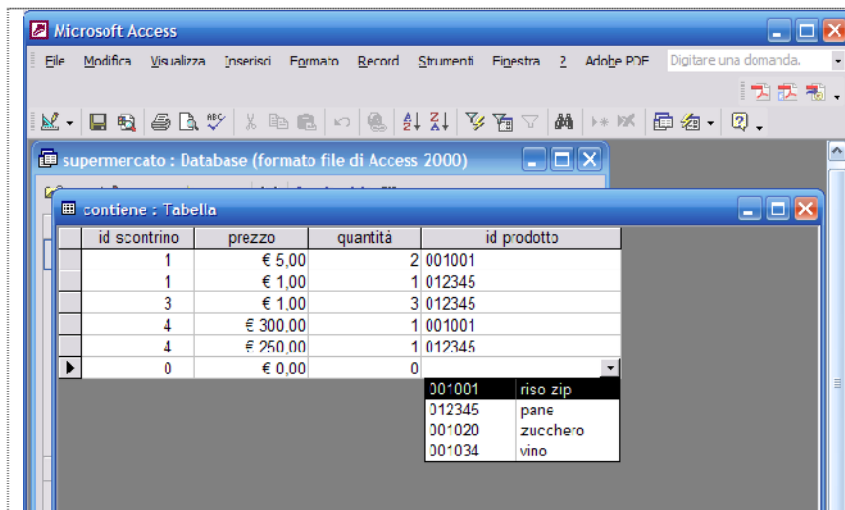 Microsoft Access
File Modifica Visualizza Inserisci Formato Record Strumenti Finestra ? Adobe PDF Digitare una domanda.
supermercato : Database (formato file di Access 2000)
contiene : Tabella
id scontrino prezzo quantità id prodotto
1 € 5,00 2 001001
1 € 1,00 1 012345
3 € 1,00 3 012345
4 € 300,00 1 001001
4 € 250,00 1 012345
0 € 0,00 0
001001 riso zip
012345 pane
001020 zucchero
001034 vino